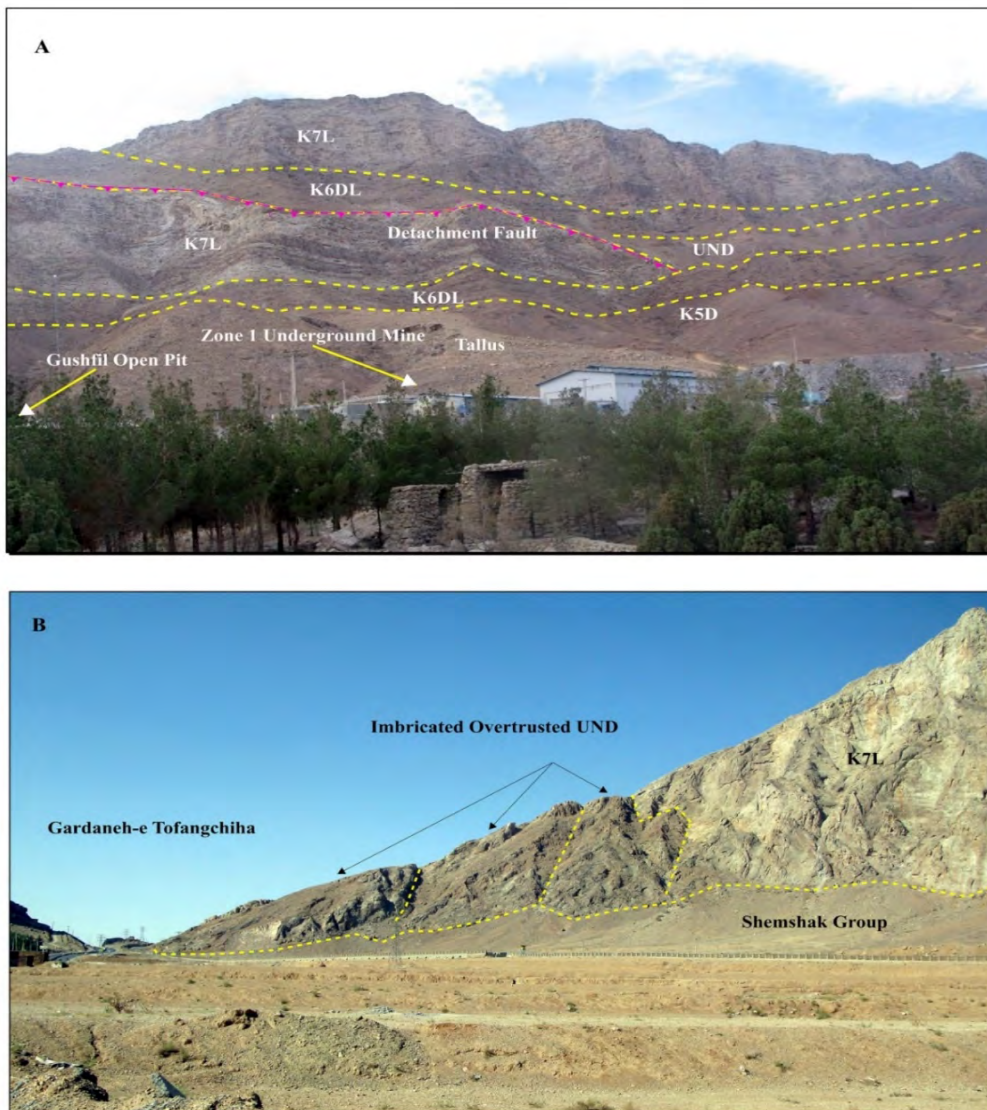 A
K7L
K6DL
K7L
Detachment Fault
UND
K6DL
K5D
Zone 1 Underground Mine
Tallus
Gushfil Open Pit
B
Imbricated Overtrusted UND
K7L
Gardaneh-e Tofangchiha
Shemshak Group